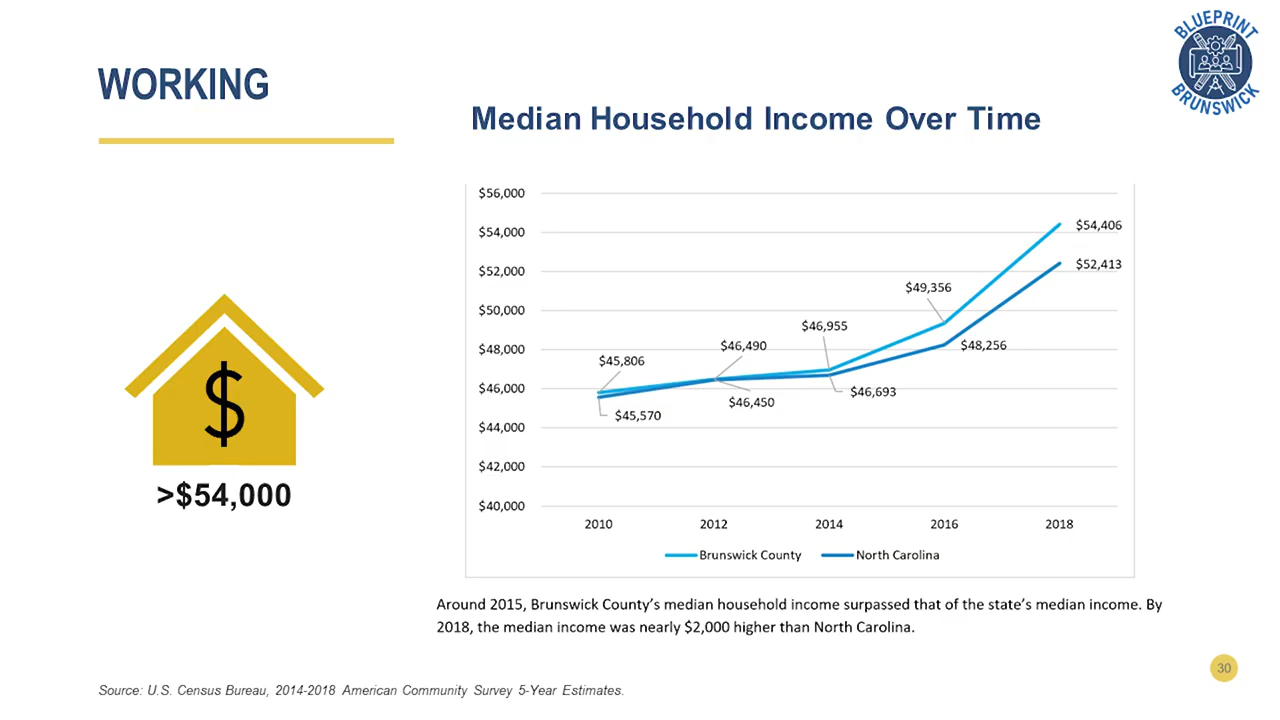 WORKING
BLUEPRINT
BRUNSWICK
Median Household Income Over Time
$56,000
$54,000
$52,000
$50,000
$48,000
$46,000
$44,000
$42,000
$40,000
$45,806
$45,570
$46,490
$46,450
$46,955
$46,693
$49,356
$48,256
$54,406
$52,413
2010 2012 2014 2016 2018
Brunswick County North Carolina
$
>$54,000
Around 2015, Brunswick County’s median household income surpassed that of the state’s median income. By
2018, the median income was nearly $2,000 higher than North Carolina.
30
Source: U.S. Census Bureau, 2014-2018 American Community Survey 5-Year Estimates.